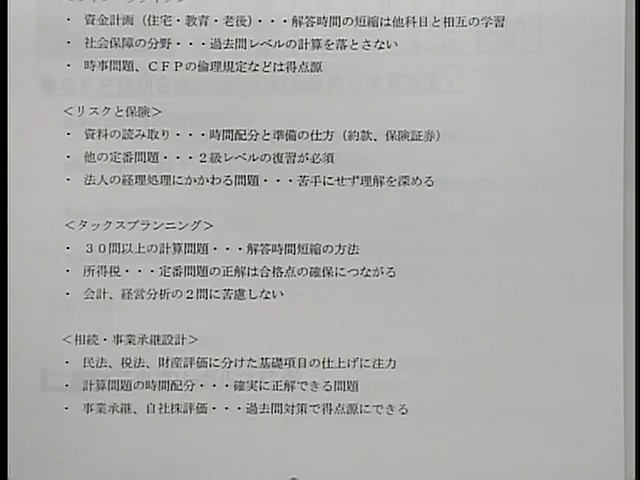 ・ 資金計画（住宅・教育・老後）・・・解答時間の短縮は他科目と相互の学習
・ 社会保障の分野・・・過去問レベルの計算を落とさない
・ 時事問題、ＣＦＰの倫理規定などは得点源
＜リスクと保険＞
・ 資料の読み取り・・・時間配分と準備の仕方（約款、保険証券）
・ 他の定番問題・・・２級レベルの復習が必須
・ 法人の経理処理にかかわる問題・・・苦手にせず理解を深める
＜タックスプランニング＞
・ ３０問以上の計算問題・・・解答時間短縮の方法
・ 所得税・・・定番問題の正解は合格点の確保につながる
・ 会計、経営分析の２問に苦慮しない
＜相続・事業承継設計＞
・ 民法、税法、財産評価に分けた基礎項目の仕上げに注力
・ 計算問題の時間配分・・・確実に正解できる問題
・ 事業承継、自社株評価・・・過去問対策で得点源にできる